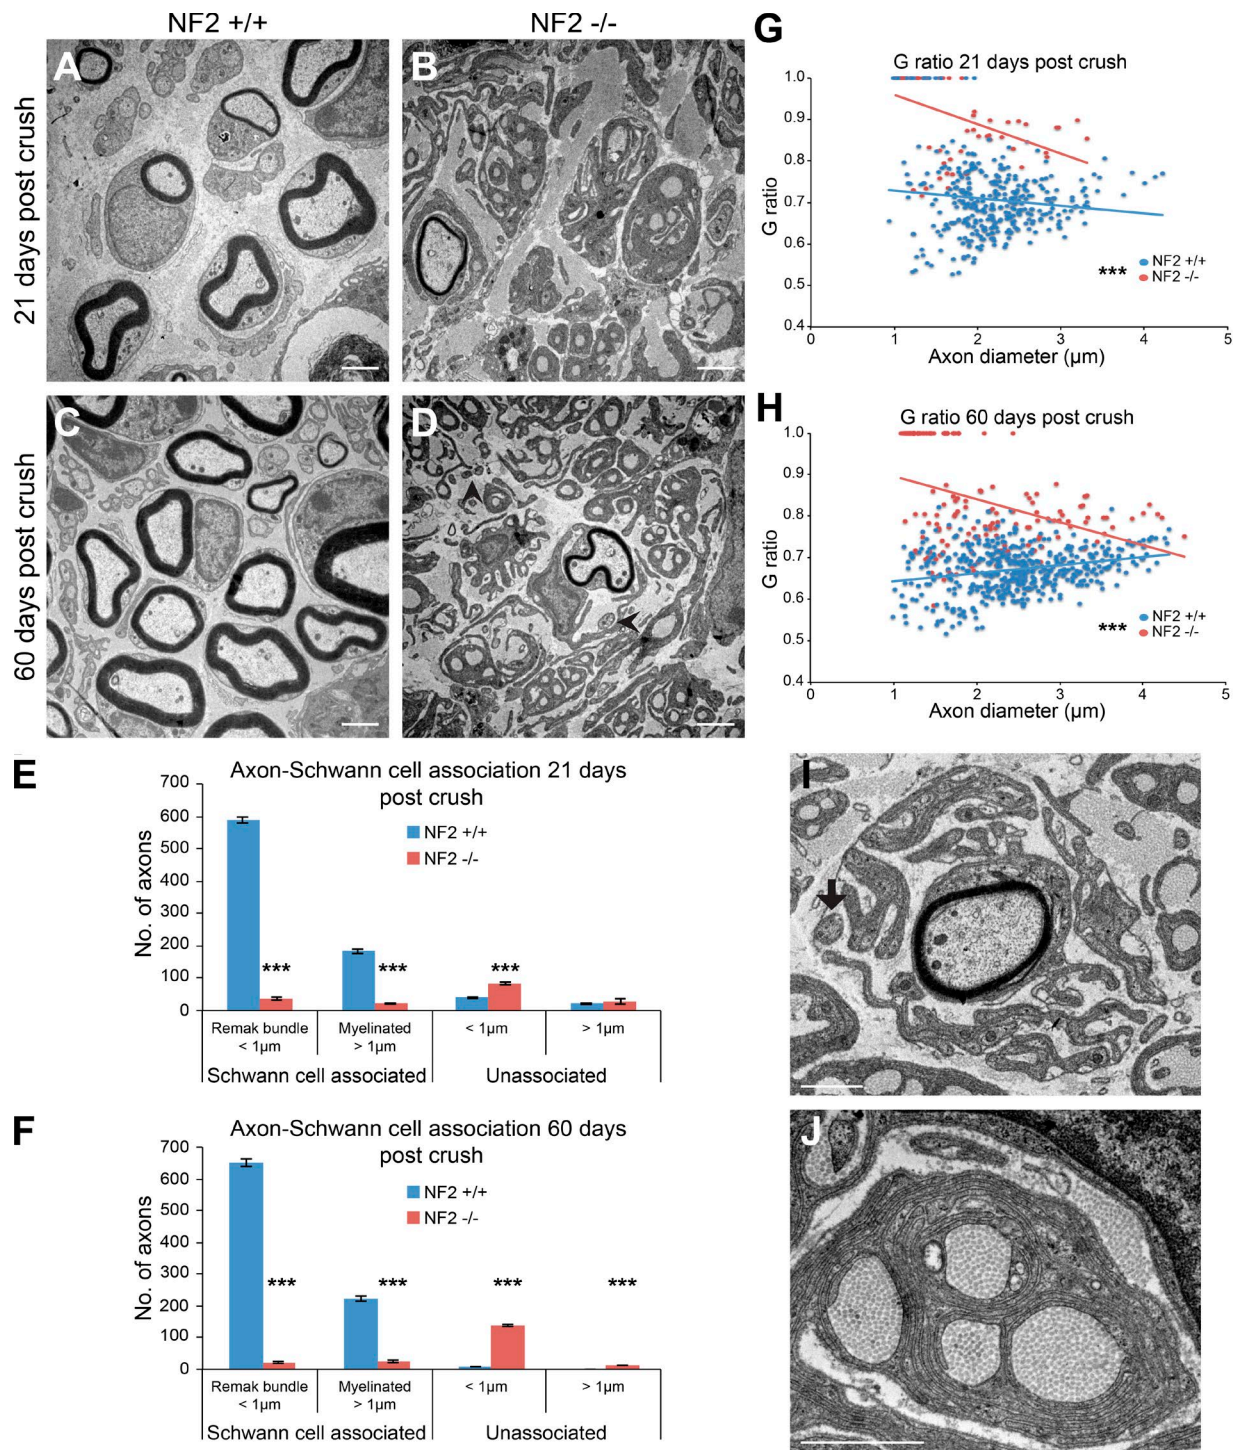 NF2 +/+
NF2 -/-
21 days post crush
60 days post crush
A
B
C
D
G
G ratio 21 days post crush
G ratio
1.0
0.9
0.8
0.7
0.6
0.5
0.4
0 1 2 3 4 5
Axon diameter (µm)
*** NF2 +/+
NF2 -/-
H
G ratio 60 days post crush
G ratio
1.0
0.9
0.8
0.7
0.6
0.5
0.4
0 1 2 3 4 5
Axon diameter (µm)
*** NF2 +/+
NF2 -/-
E
Axon-Schwann cell association 21 days
post crush
No. of axons
700
600
500
400
300
200
100
0
NF2 +/+
NF2 -/-
*** *** ***
Remak bundle Myelinated < 1µm > 1µm
< 1µm > 1µm
Schwann cell associated Unassociated
F
Axon-Schwann cell association 60 days
post crush
No. of axons
700
600
500
400
300
200
100
0
NF2 +/+
NF2 -/-
*** *** *** ***
Remak bundle Myelinated < 1µm > 1µm
< 1µm > 1µm
Schwann cell associated Unassociated
I
J